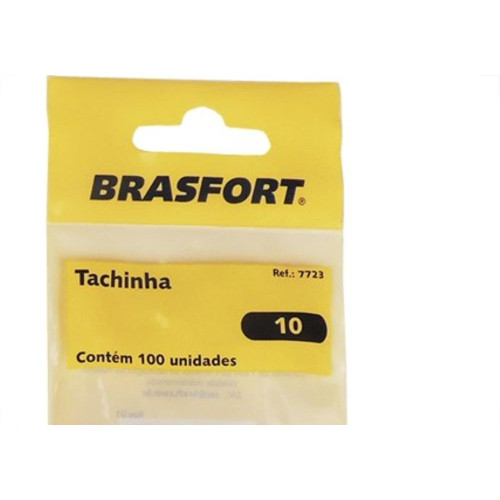 BRASFORT®
Tachinha
Ref.: 7723
10
Contém 100 unidades